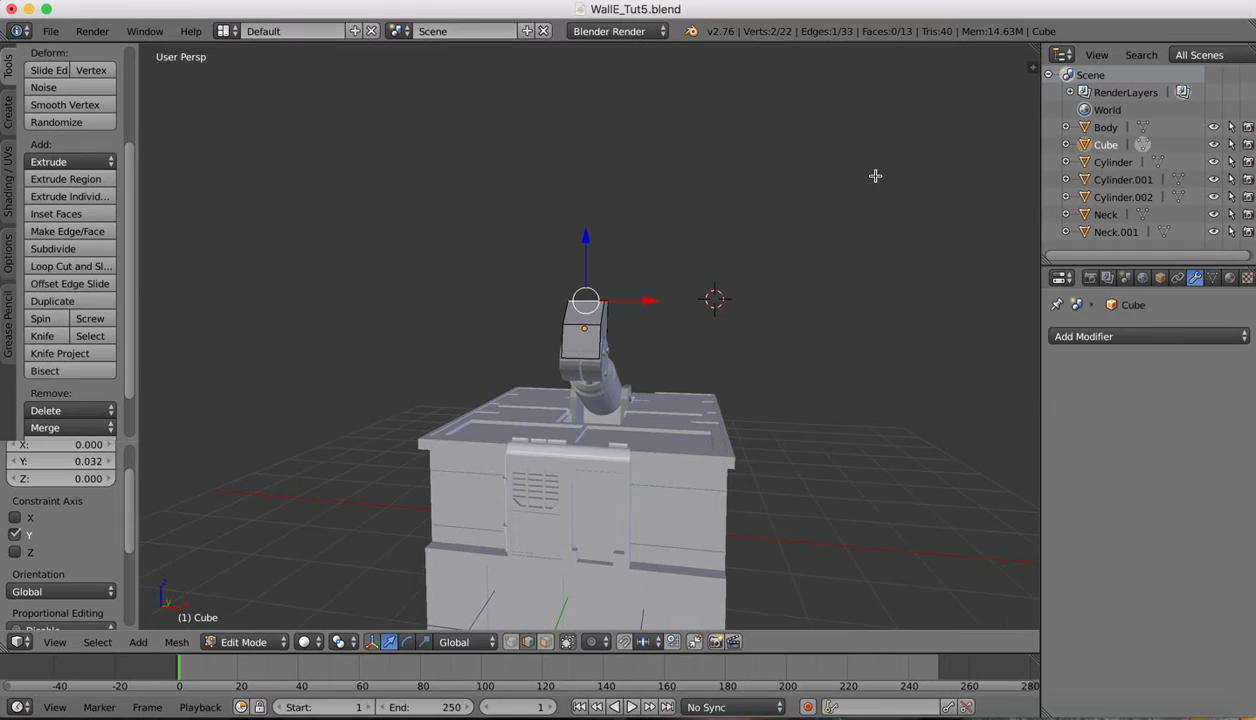 WallE_Tut5.blend
File Render Window Help Default Scene Blender Render v2.76 | Verts:2/22 | Edges:1/33 | Faces:0/13 | Tris:40 | Mem:14.63M | Cube
Tools
Create
Shading / UVs
Options
Grease Pencil
Deform:
Slide Ed Vertex
Noise
Smooth Vertex
Randomize
Add:
Extrude
Extrude Region
Extrude Individ...
Inset Faces
Make Edge/Face
Subdivide
Loop Cut and Sl...
Offset Edge Slide
Duplicate
Spin Screw
Knife Select
Knife Project
Bisect
Remove:
Delete
Merge
X: 0.000
Y: 0.032
Z: 0.000
Constraint Axis
X
Y
Z
Orientation
Global
Proportional Editing
User Persp
(1) Cube
View Select Add Mesh Edit Mode Global
View Search All Scenes
Scene
RenderLayers
World
Body
Cube
Cylinder
Cylinder.001
Cylinder.002
Neck
Neck.001
Cube
Add Modifier
-40 -20 0 20 40 60 80 100 120 140 160 180 200 220 240 260 280
View Marker Frame Playback Start: 1 End: 250 1 No Sync